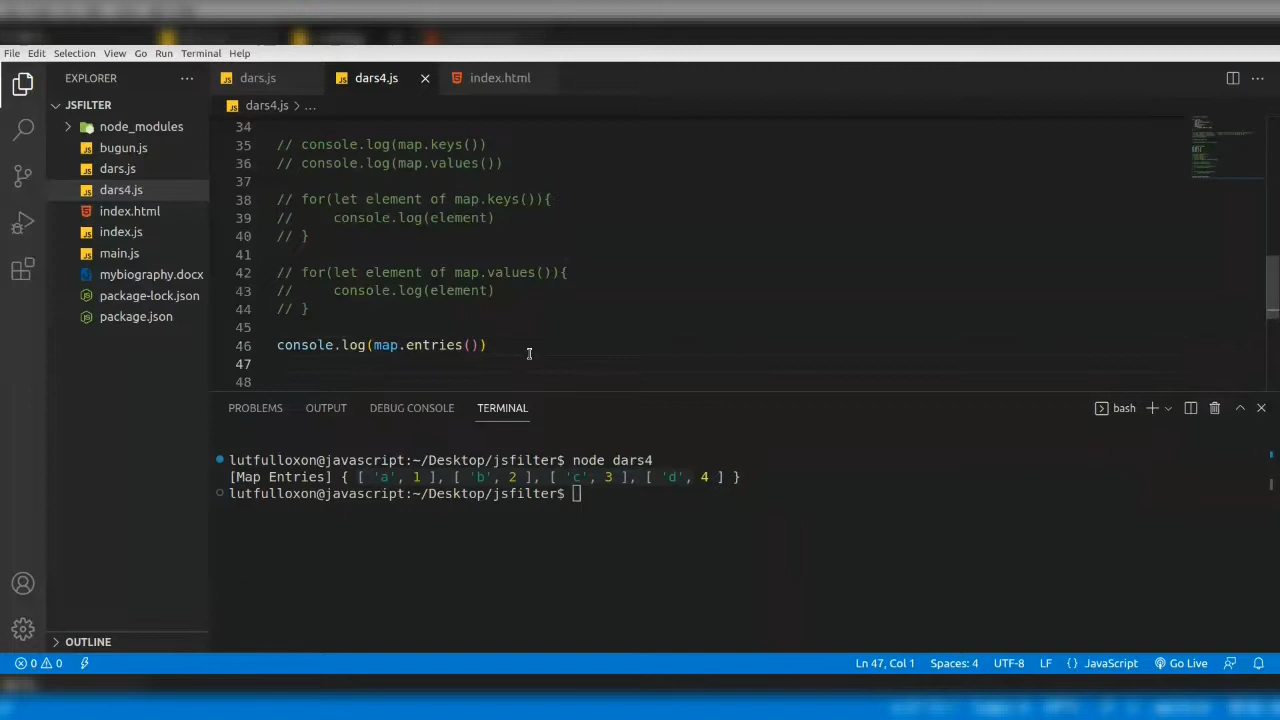 File Edit Selection View Go Run Terminal Help
EXPLORER
dars.js
dars4.js
index.html
JSFILTER
dars4.js > ...
node_modules
bugun.js
dars.js
dars4.js
index.html
index.js
main.js
mybiography.docx
package-lock.json
package.json
OUTLINE
34
35 // console.log(map.keys())
36 // console.log(map.values())
37
38 // for(let element of map.keys()){
39 //     console.log(element)
40 // }
41
42 // for(let element of map.values()){
43 //     console.log(element)
44 // }
45
46 console.log(map.entries())
47
48
PROBLEMS OUTPUT DEBUG CONSOLE TERMINAL
bash
lutfulloxon@javascript:~/Desktop/jsfilter$ node dars4
[Map Entries] { [ 'a', 1 ], [ 'b', 2 ], [ 'c', 3 ], [ 'd', 4 ] }
lutfulloxon@javascript:~/Desktop/jsfilter$
0 0 Ln 47, Col 1 Spaces: 4 UTF-8 LF {} JavaScript Go Live